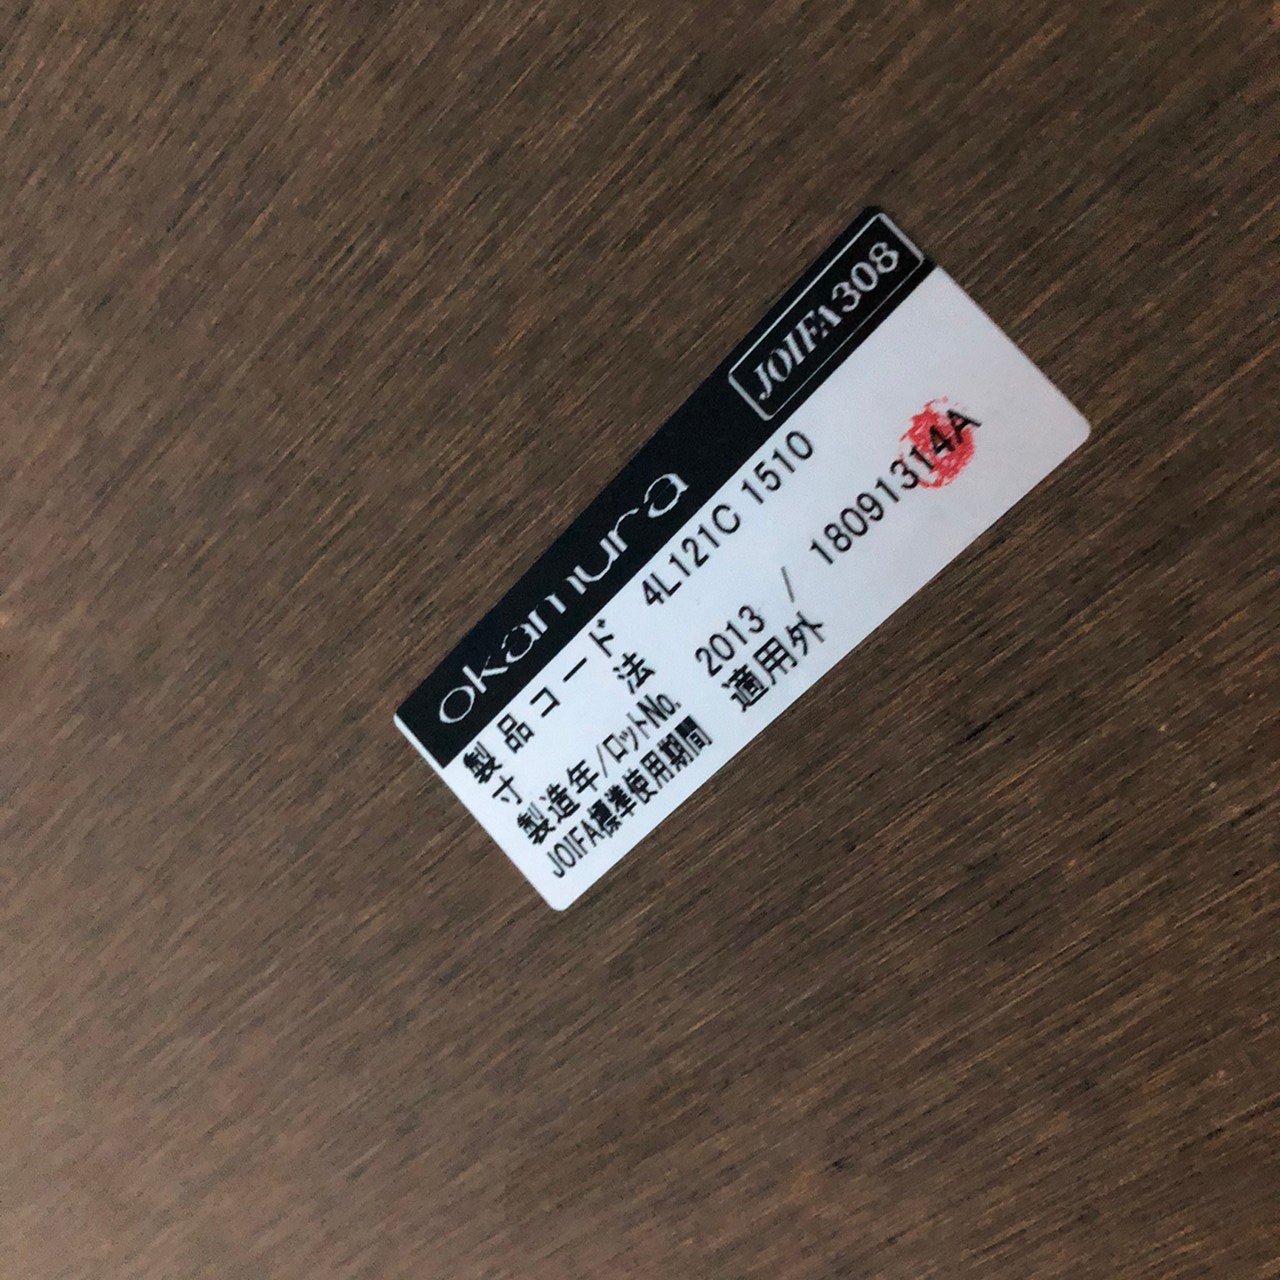 okamura JOIFA308
製品コード 4L121C 1510
寸法
製造年/ロットNo. 2013 / 18091314A
JOIFA標準使用期間 適用外